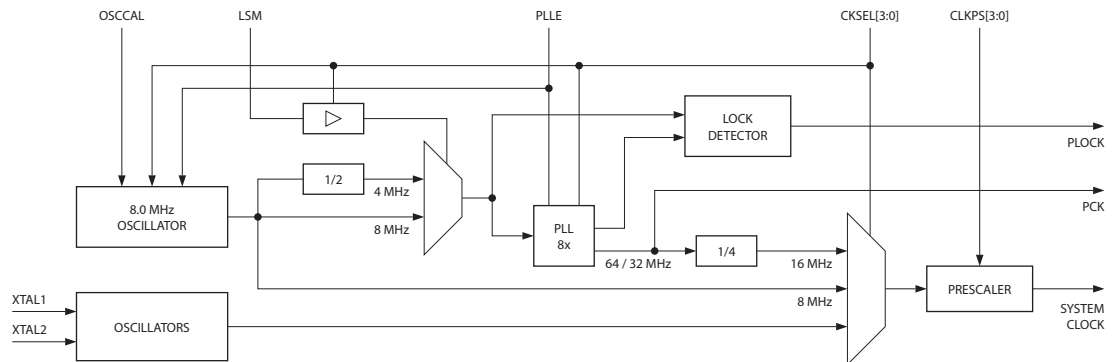 OSCCAL
LSM
PLLE
CKSEL[3:0]
CLKPS[3:0]
LOCK
DETECTOR
PLOCK
1/2
4 MHz
8.0 MHz
OSCILLATOR
8 MHz
PLL
8x
PCK
64 / 32 MHz
1/4
16 MHz
8 MHz
PRESCALER
SYSTEM
CLOCK
XTAL1
XTAL2
OSCILLATORS